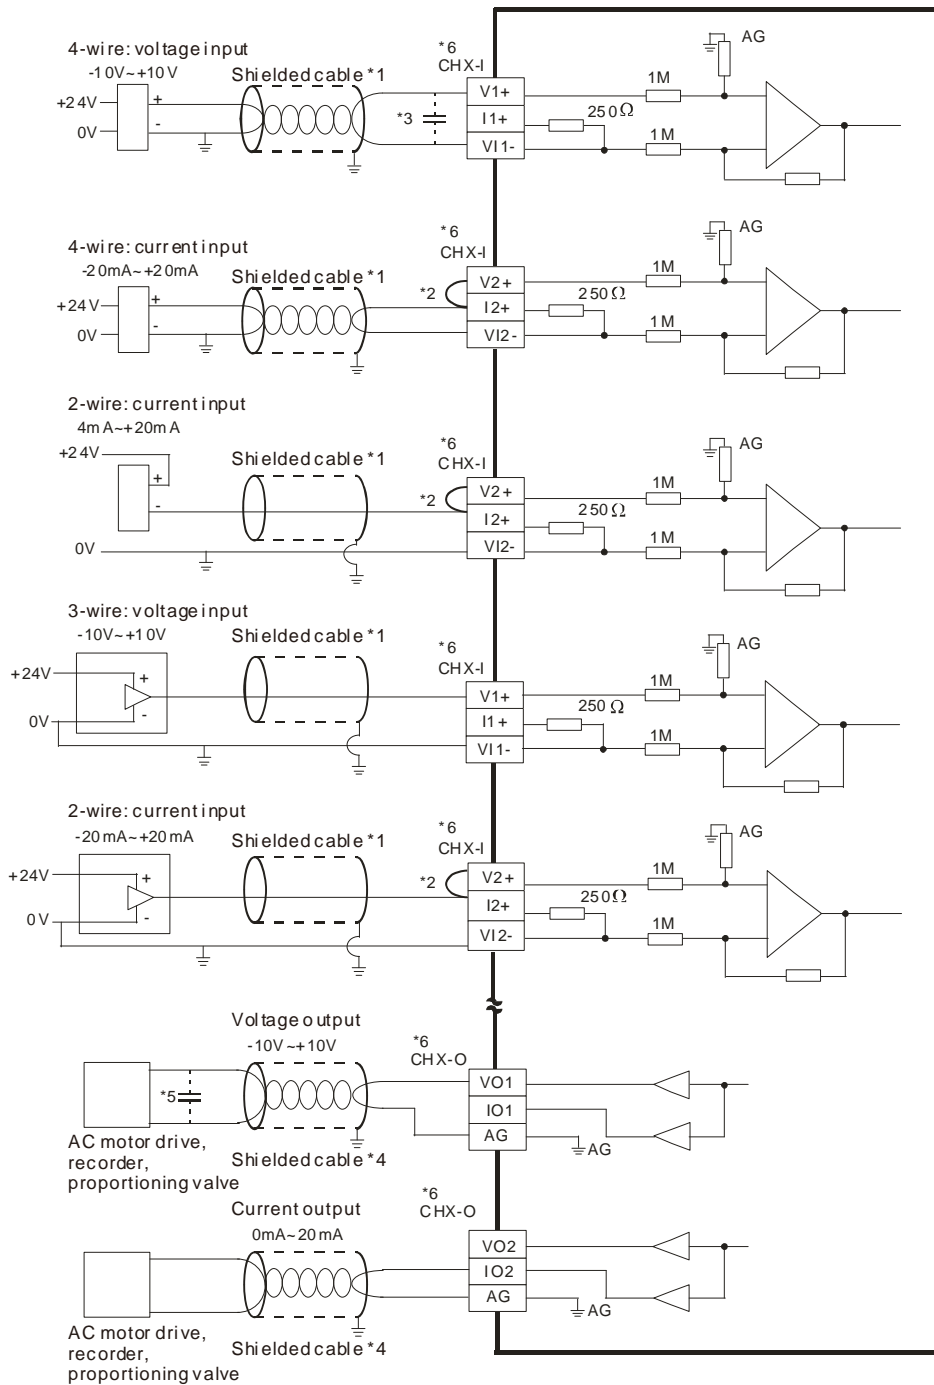 4-wire: voltage input
-10V~+10V
+24V
0V
+
-
Shielded cable *1
*3
*6
CHX-I
V1+
I1+
VI1-
250Ω
1M
1M
AG
4-wire: current input
-20mA~+20mA
+24V
0V
+
-
Shielded cable *1
*2
*6
CHX-I
V2+
I2+
VI2-
250Ω
1M
1M
AG
2-wire: current input
4mA~+20mA
+24V
0V
+
-
Shielded cable *1
*2
*6
CHX-I
V2+
I2+
VI2-
250Ω
1M
1M
AG
3-wire: voltage input
-10V~+10V
+24V
0V
+
-
Shielded cable *1
*6
CHX-I
V1+
I1+
VI1-
250Ω
1M
1M
AG
2-wire: current input
-20mA~+20mA
+24V
0V
+
-
Shielded cable *1
*2
*6
CHX-I
V2+
I2+
VI2-
250Ω
1M
1M
AG
Voltage output
-10V~+10V
*5
*6
CHX-O
VO1
IO1
AG
AG
AC motor drive,
recorder,
proportioning valve
Shielded cable *4
Current output
0mA~20mA
*6
CHX-O
VO2
IO2
AG
AG
AC motor drive,
recorder,
proportioning valve
Shielded cable *4